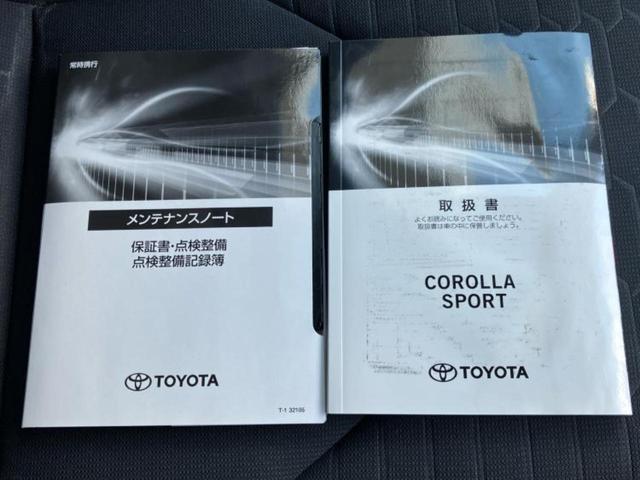 常時携行
メンテナンスノート
保証書・点検整備
点検整備記録簿
TOYOTA
T-1 32105
取扱書
よくお読みになってご使用ください。
取扱書は車の中に保管しましょう。
COROLLA
SPORT
TOYOTA